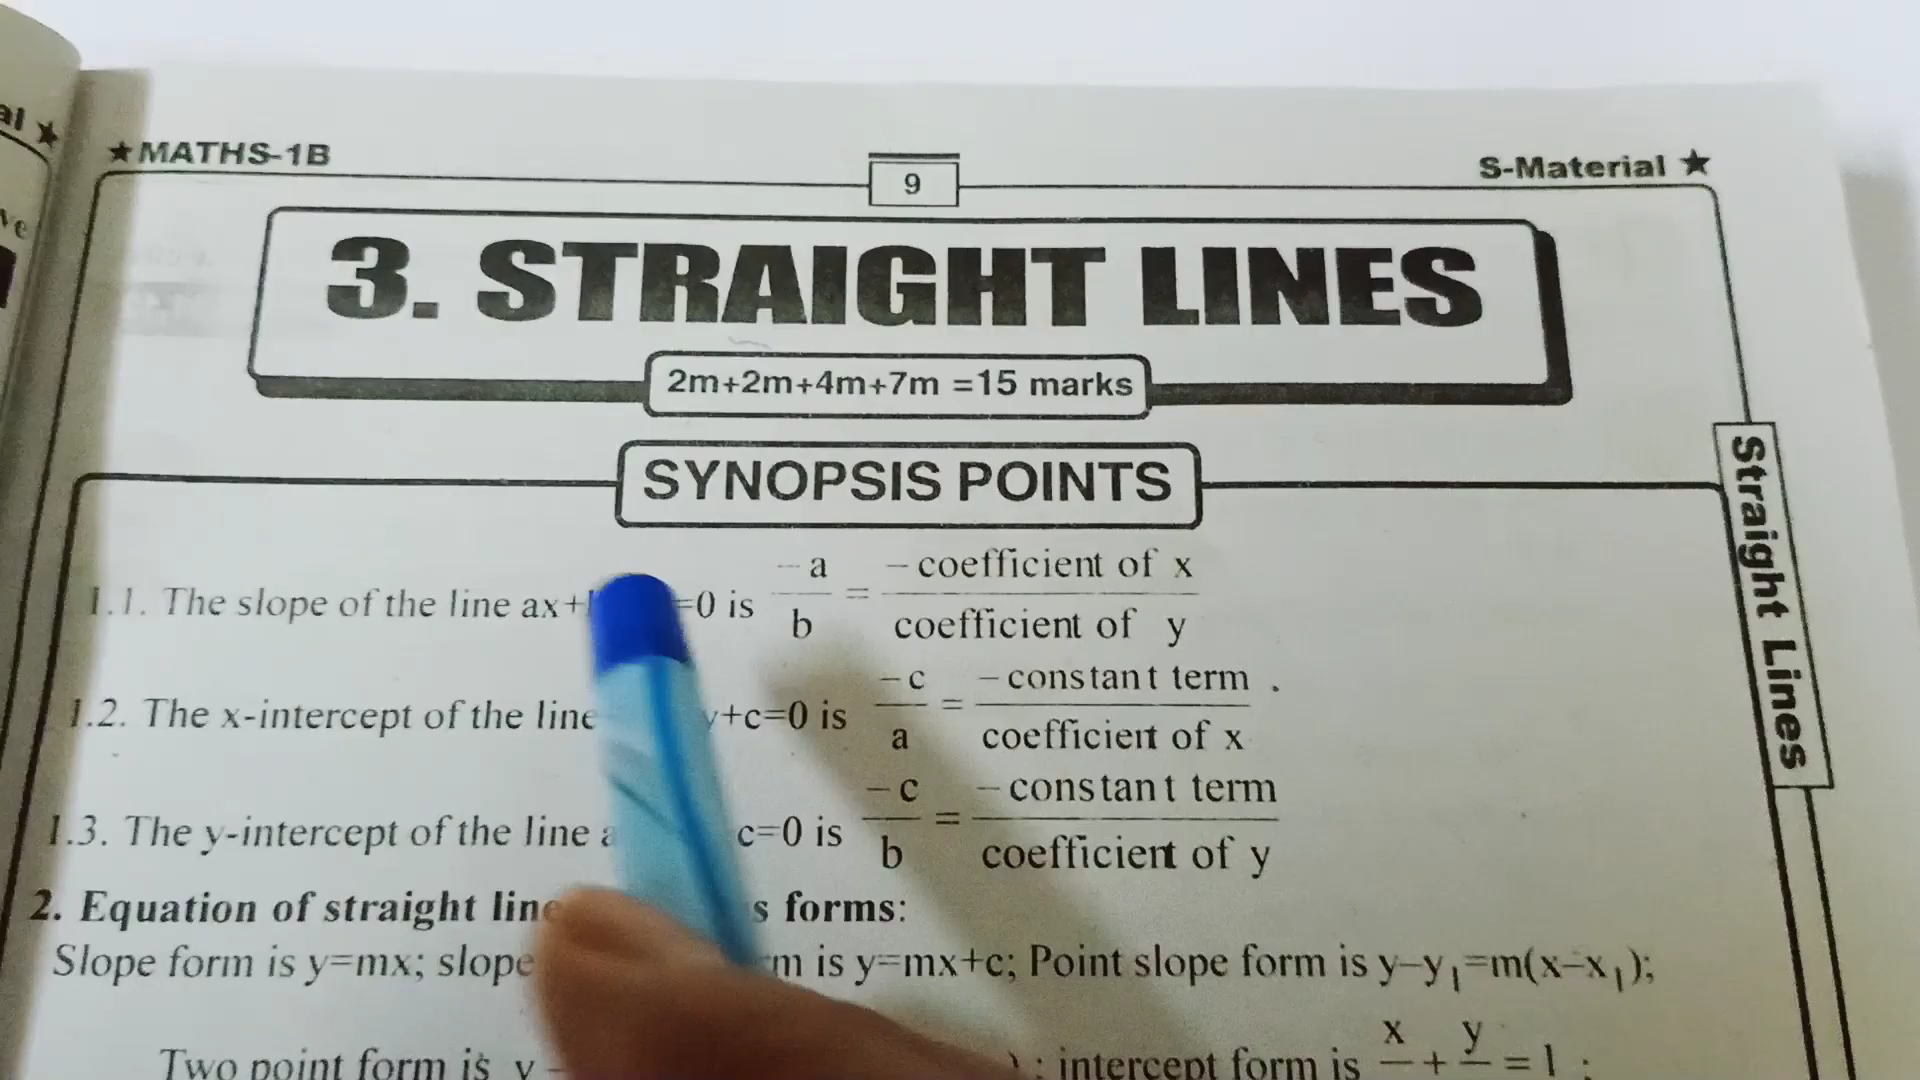 al ★
ve
★MATHS-1B
9
S-Material ★
3. STRAIGHT LINES
2m+2m+4m+7m =15 marks
SYNOPSIS POINTS
1.1. The slope of the line ax+ =0 is -a/b = -coefficient of x/coefficient of y
1.2. The x-intercept of the line y+c=0 is -c/a = -constant term/coefficient of x .
1.3. The y-intercept of the line a c=0 is -c/b = -constant term/coefficient of y
2. Equation of straight line s forms:
Slope form is y=mx; slope m is y=mx+c; Point slope form is y-y₁=m(x-x₁);
Two point form is y - ); intercept form is x + y =1 ;
Straight Lines